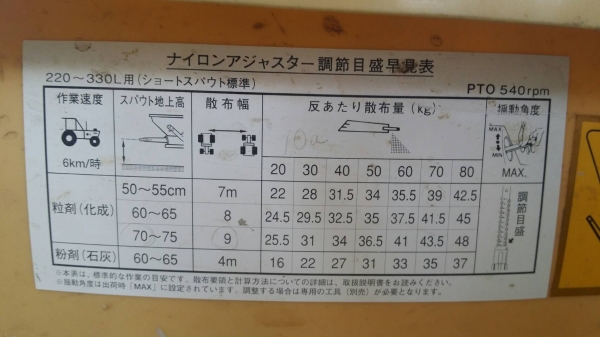 ナイロンアジャスター調節目盛早見表
220～330L用(ショートスパウト標準) PTO 540rpm
作業速度 スパウト地上高 散布幅 反あたり散布量(kg) 振動角度
10a
MAX.
MIN
6km/時 20 30 40 50 60 70 80 MAX.
粒剤(化成) 50～55cm 7m 22 28 31.5 34 35.5 39 42.5 調節目盛
60～65 8 24.5 29.5 32.5 35 37.5 41.5 45
70～75 9 25.5 31 34 36.5 41 43.5 48
粉剤(石灰) 60～65 4m 16 22 27 31 33 35 37
※本表は、標準的な作業の目安です。散布要領と計算方法についての詳細は、取扱説明書をお読みください。
※振動角度は出荷時「MAX」に設定されています。調整する場合は専用の工具(別売)が必要となります。